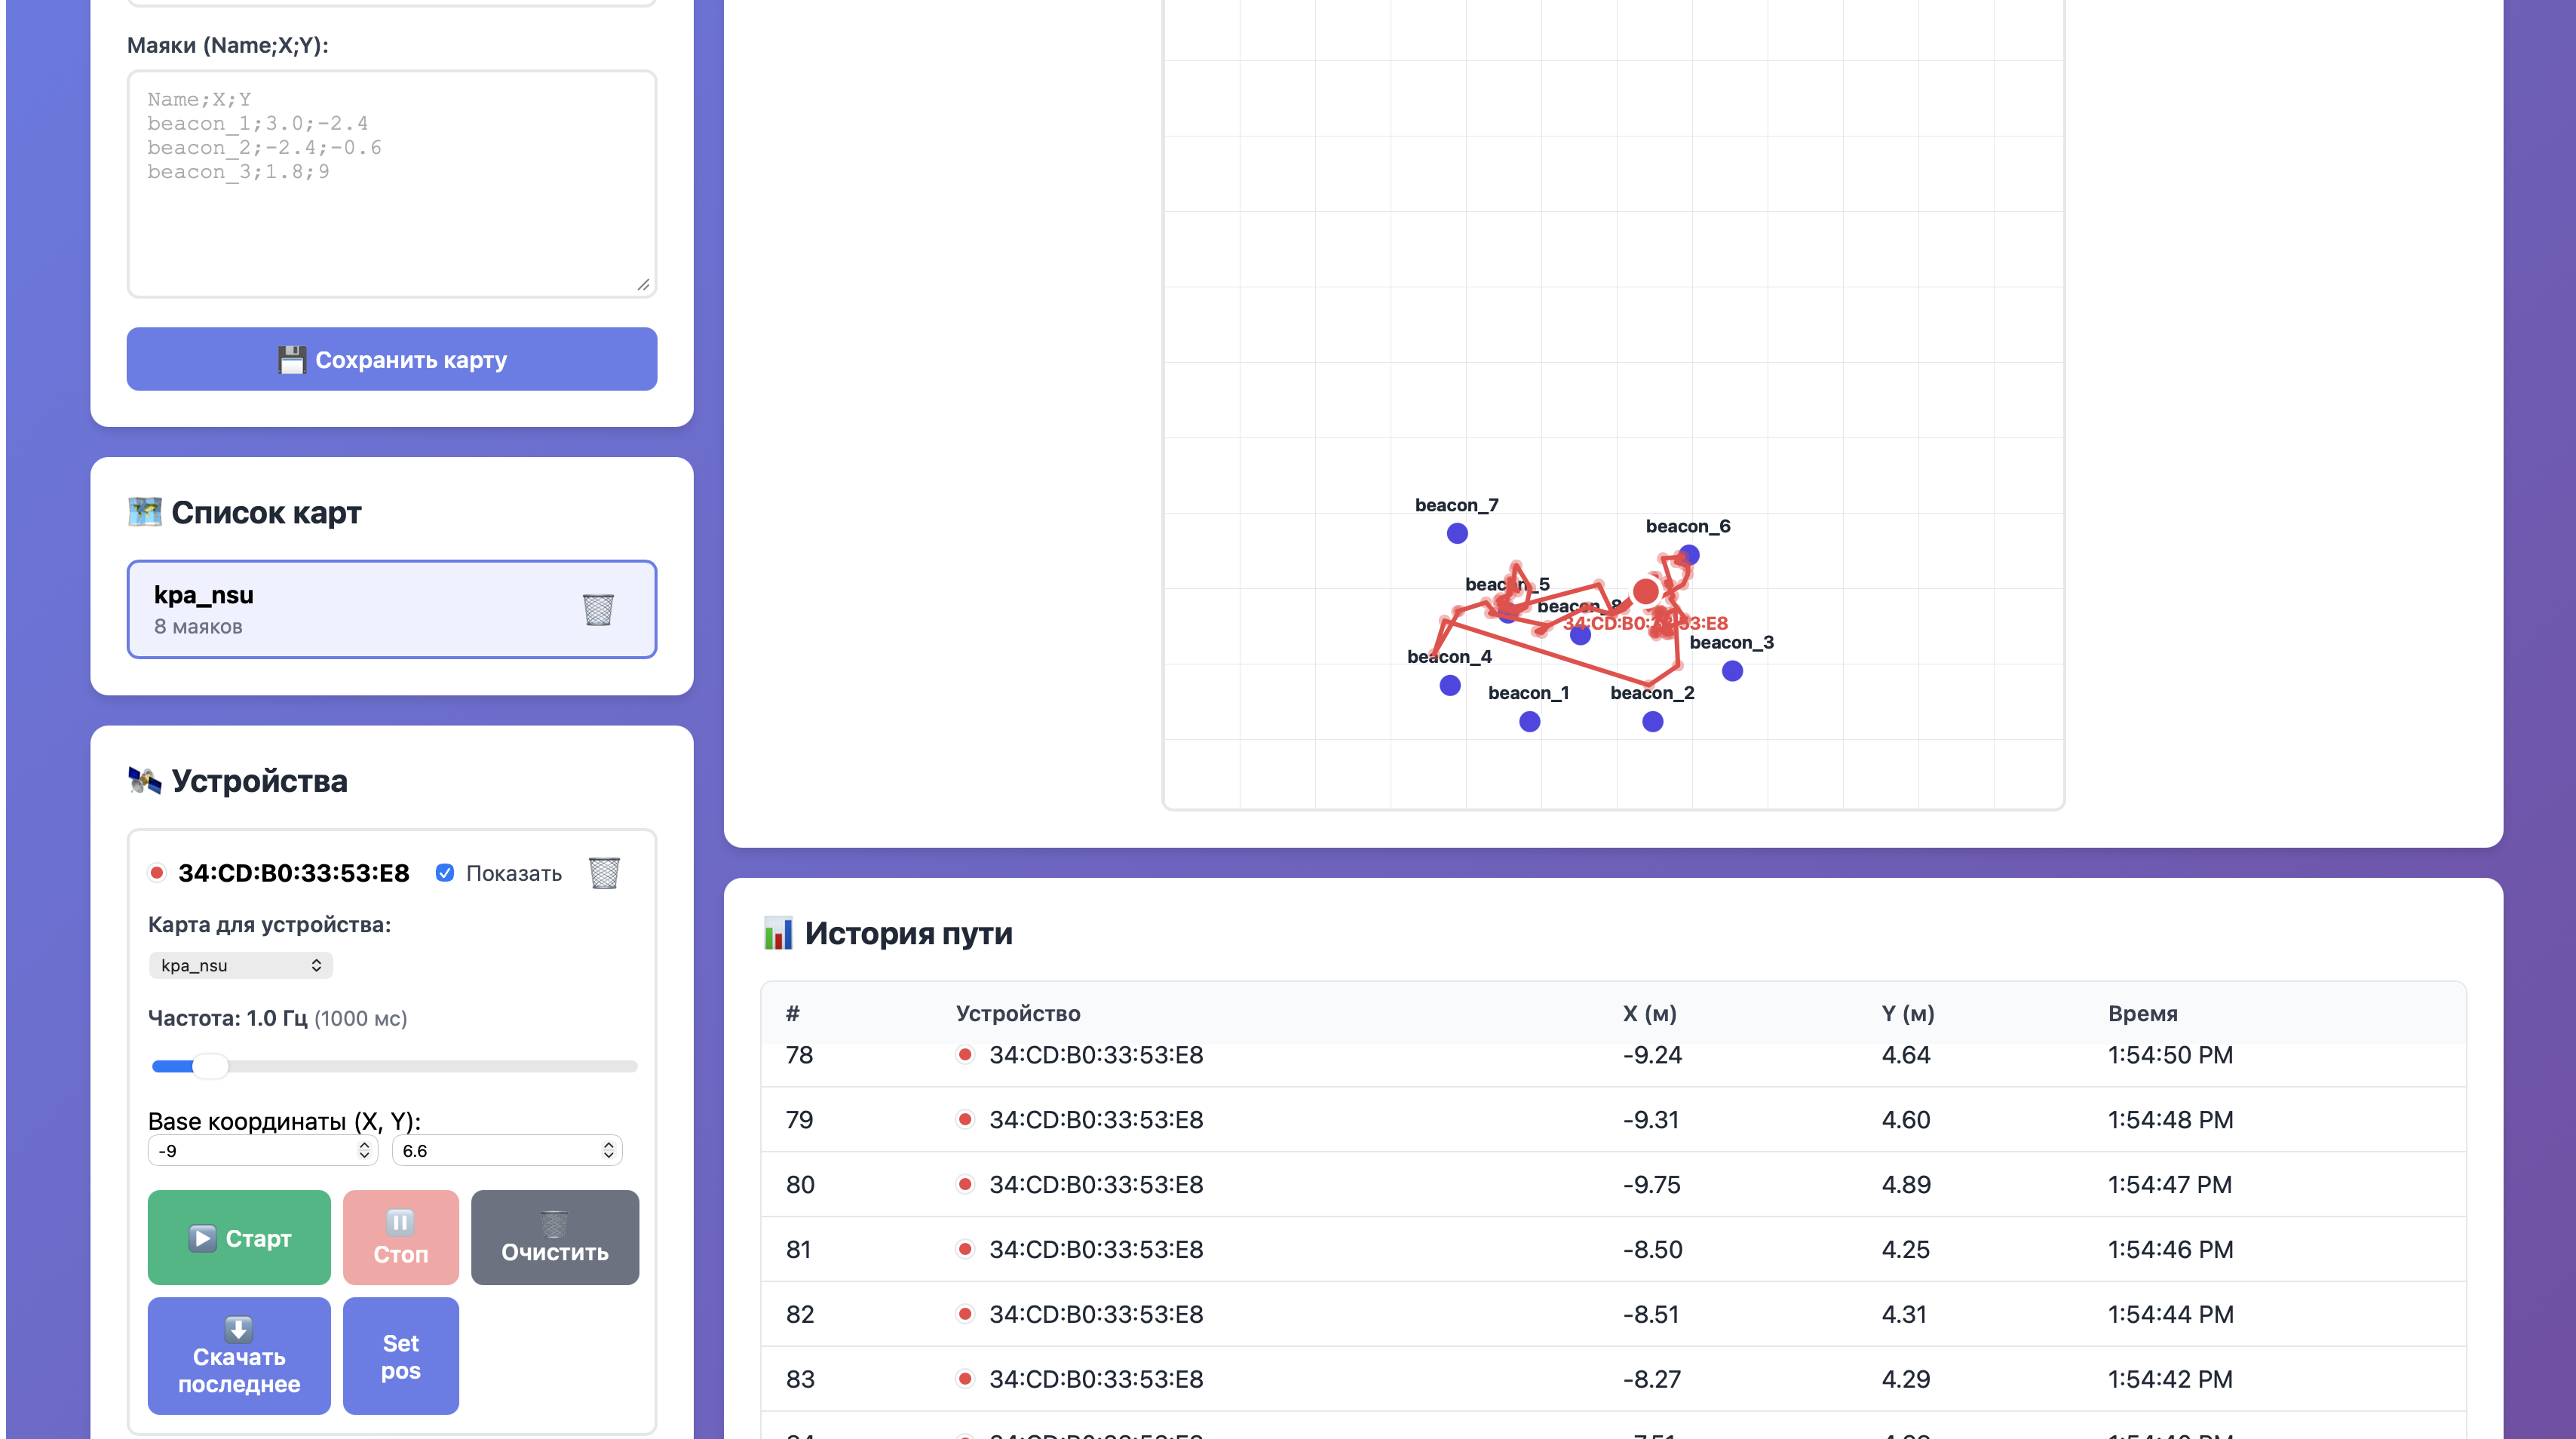 Маяки (Name;X;Y):
Name;X;Y
beacon_1;3.0;-2.4
beacon_2;-2.4;-0.6
beacon_3;1.8;9
Сохранить карту
Список карт
kpa_nsu
8 маяков
Устройства
34:CD:B0:33:53:E8 Показать
Карта для устройства:
kpa_nsu
Частота: 1.0 Гц (1000 мс)
Base координаты (X, Y):
-9 6.6
Старт
Стоп
Очистить
Скачать
последнее
Set
pos
beacon_7
beacon_6
beacon_5
beacon_8
34:CD:B0:33:53:E8
beacon_3
beacon_4
beacon_1
beacon_2
История пути
# Устройство X (м) Y (м) Время
78 34:CD:B0:33:53:E8 -9.24 4.64 1:54:50 PM
79 34:CD:B0:33:53:E8 -9.31 4.60 1:54:48 PM
80 34:CD:B0:33:53:E8 -9.75 4.89 1:54:47 PM
81 34:CD:B0:33:53:E8 -8.50 4.25 1:54:46 PM
82 34:CD:B0:33:53:E8 -8.51 4.31 1:54:44 PM
83 34:CD:B0:33:53:E8 -8.27 4.29 1:54:42 PM